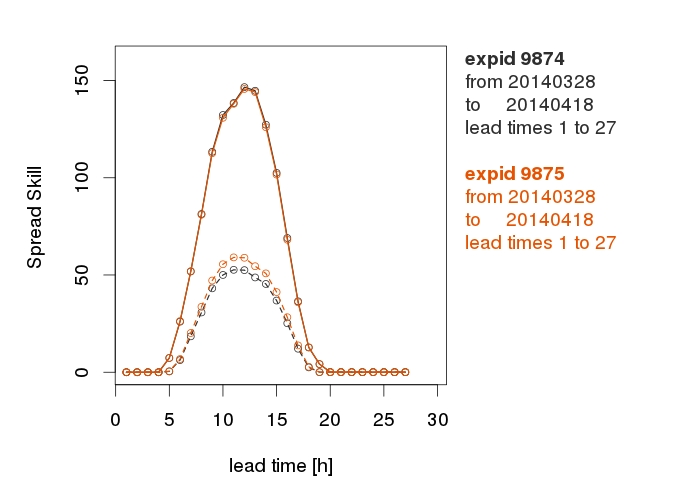 expid 9874
from 20140328
to 20140418
lead times 1 to 27
expid 9875
from 20140328
to 20140418
lead times 1 to 27
Spread Skill
150
100
50
0
0 5 10 15 20 25 30
lead time [h]